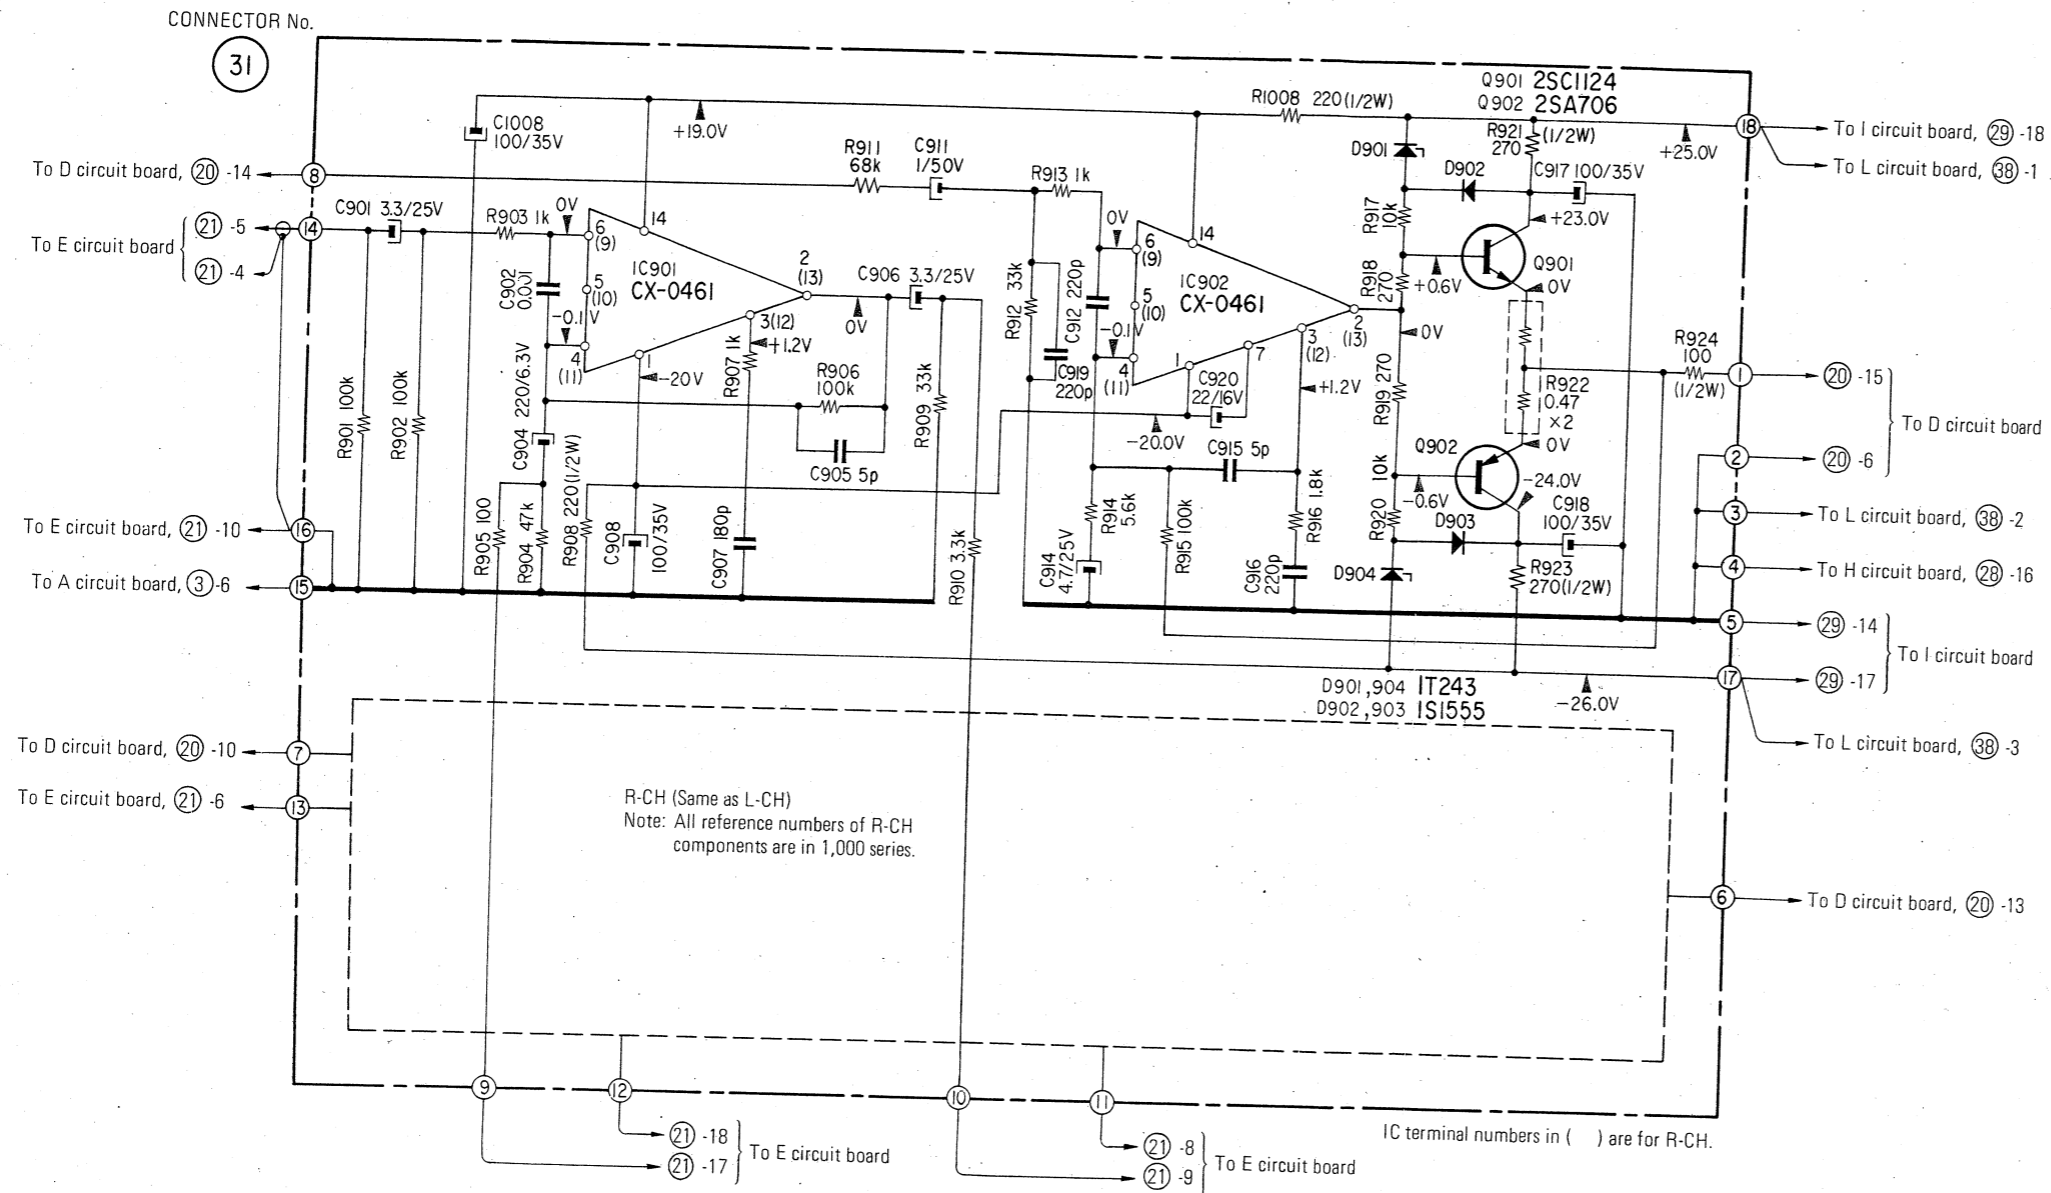 CONNECTOR No.
31
Q901 2SC1124
Q902 2SA706
R1008 220(1/2W)
C1008
100/35V
+19.0V
R921
270
(1/2W)
+25.0V
18
To I circuit board, 29 -18
To L circuit board, 38 -1
To D circuit board, 20 -14
8
R911
68k
C911
1/50V
R913 1k
D901
D902
C917 100/35V
To E circuit board
21 -5
21 -4
14
C901 3.3/25V
R903 1k
0V
6
(9)
14
IC901
CX-0461
5
(10)
2
(13)
C902
0.001
-0.1V
4
(11)
1
3(12)
+1.2V
-20V
C906 3.3/25V
0V
R901 100k
R902 100k
C904 220/6.3V
R907 1k
R906
100k
C905 5p
R909 33k
R912 33k
C912 220p
C919
220p
0V
6
(9)
14
IC902
CX-0461
5
(10)
-0.1V
4
(11)
1
7
3
(12)
2
(13)
C920
22/16V
+1.2V
-20.0V
C915 5p
R917
10k
R918
270
+0.6V
+23.0V
Q901
0V
0V
R919 270
R922
0.47
×2
R924
100
(1/2W)
1
20 -15
2
20 -6
To D circuit board
Q902
0V
-24.0V
-0.6V
R920 10k
D903
C918
100/35V
R923
270(1/2W)
D904
3
To L circuit board, 38 -2
4
To H circuit board, 28 -16
5
29 -14
17
29 -17
To I circuit board
To L circuit board, 38 -3
To E circuit board, 21 -10
16
To A circuit board, 3 -6
15
R905 100
R904 47k
R908 220(1/2W)
C908
100/35V
C907 180p
R910 3.3k
C914
4.7/25V
R914
5.6k
R915 100k
R916 1.8k
C916
220p
D901,904 1T243
D902,903 1S1555
-26.0V
To D circuit board, 20 -10
7
To E circuit board, 21 -6
13
R-CH (Same as L-CH)
Note: All reference numbers of R-CH
components are in 1,000 series.
6
To D circuit board, 20 -13
9
12
10
11
21 -18
21 -17
To E circuit board
21 -8
21 -9
To E circuit board
IC terminal numbers in ( ) are for R-CH.